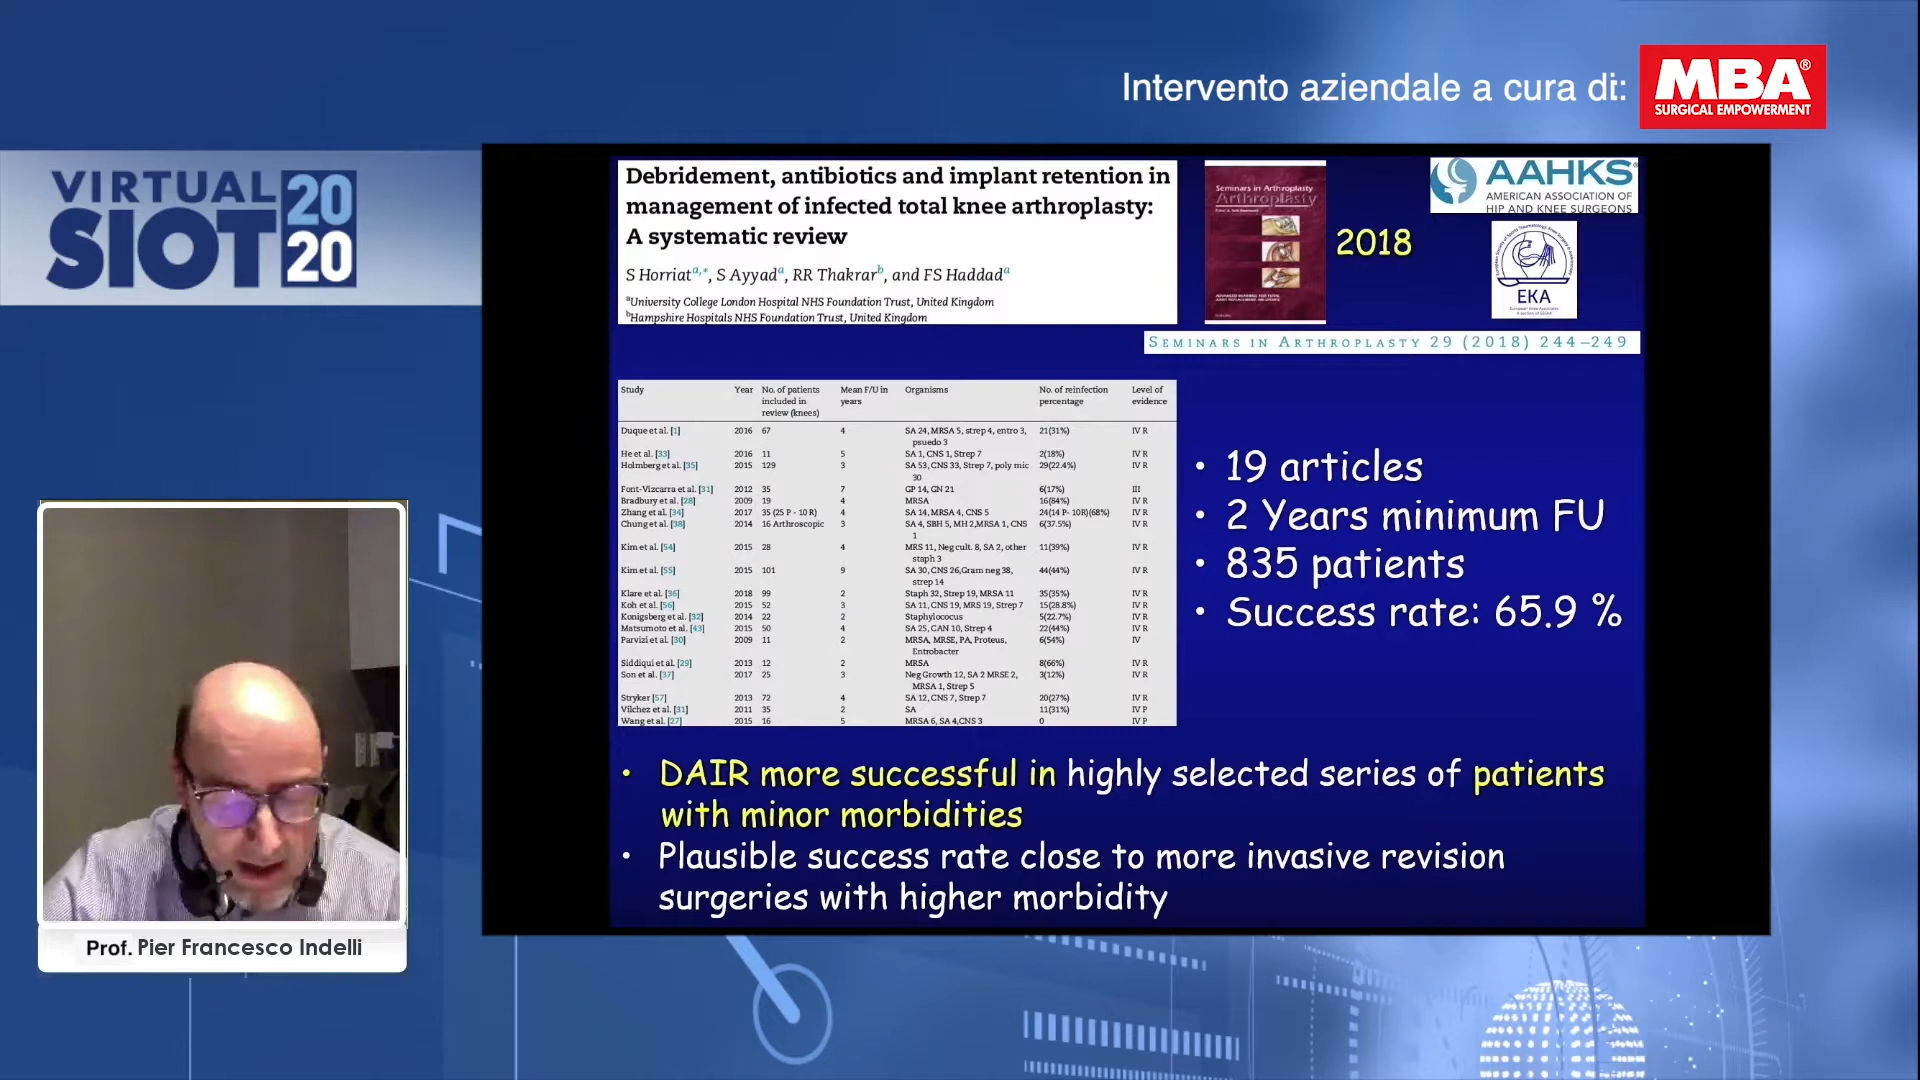 Intervento aziendale a cura di:
MBA®
SURGICAL EMPOWERMENT
VIRTUAL
SIOT
20
20
Debridement, antibiotics and implant retention in
management of infected total knee arthroplasty:
A systematic review
S Horriat a,*, S Ayyad a, RR Thakrar b, and FS Haddad a
a University College London Hospital NHS Foundation Trust, United Kingdom
b Hampshire Hospitals NHS Foundation Trust, United Kingdom
Seminars in Arthroplasty
Arthroplasty
2018
AAHKS
AMERICAN ASSOCIATION OF
HIP AND KNEE SURGEONS
EKA
SEMINARS IN ARTHROPLASTY 29 (2018) 244–249
Study Year No. of patients included in review (knees) Mean F/U in years Organisms No. of reinfection percentage Level of evidence
Duque et al. [1] 2016 67 4 SA 24, MRSA 5, strep 4, entro 3, psuedo 3 21(31%) IV R
He et al. [33] 2016 11 5 SA 1, CNS 1, Strep 7 2(18%) IV R
Holmberg et al. [35] 2015 129 3 SA 53, CNS 33, Strep 7, poly mic 30 29(22.4%) IV R
Font-Vizcarra et al. [31] 2012 35 7 GP 14, GN 21 6(17%) III
Bradbury et al. [28] 2009 19 4 MRSA 16(84%) IV R
Zhang et al. [34] 2017 35 (25 P - 10 R) 4 SA 14, MRSA 4, CNS 5 24(14 P- 10R)(68%) IV R
Chung et al. [38] 2014 16 Arthroscopic 3 SA 4, SBH 5, MH 2,MRSA 1, CNS 1 6(37.5%) IV R
Kim et al. [54] 2015 28 4 MRS 11, Neg cult. 8, SA 2, other staph 3 11(39%) IV R
Kim et al. [55] 2015 101 9 SA 30, CNS 26,Gram neg 38, strep 14 44(44%) IV R
Klare et al. [36] 2018 99 2 Staph 32, Strep 19, MRSA 11 35(35%) IV R
Koh et al. [56] 2015 52 3 SA 11, CNS 19, MRS 19, Strep 7 15(28.8%) IV R
Konigsberg et al. [32] 2014 22 2 Staphylococus 5(22.7%) IV R
Matsumoto et al. [43] 2015 50 4 SA 25, CAN 10, Strep 4 22(44%) IV R
Parvizi et al. [30] 2009 11 2 MRSA, MRSE, PA, Proteus, Entrobacter 6(54%) IV
Siddiqui et al. [29] 2013 12 2 MRSA 8(66%) IV R
Son et al. [37] 2017 25 3 Neg Growth 12, SA 2 MRSE 2, MRSA 1, Strep 5 3(12%) IV R
Stryker [57] 2013 72 4 SA 12, CNS 7, Strep 7 20(27%) IV R
Vilchez et al. [31] 2011 35 2 SA 11(31%) IV P
Wang et al. [27] 2015 16 5 MRSA 6, SA 4,CNS 3 0 IV P
• 19 articles
• 2 Years minimum FU
• 835 patients
• Success rate: 65.9 %
• DAIR more successful in highly selected series of patients
with minor morbidities
• Plausible success rate close to more invasive revision
surgeries with higher morbidity
Prof. Pier Francesco Indelli